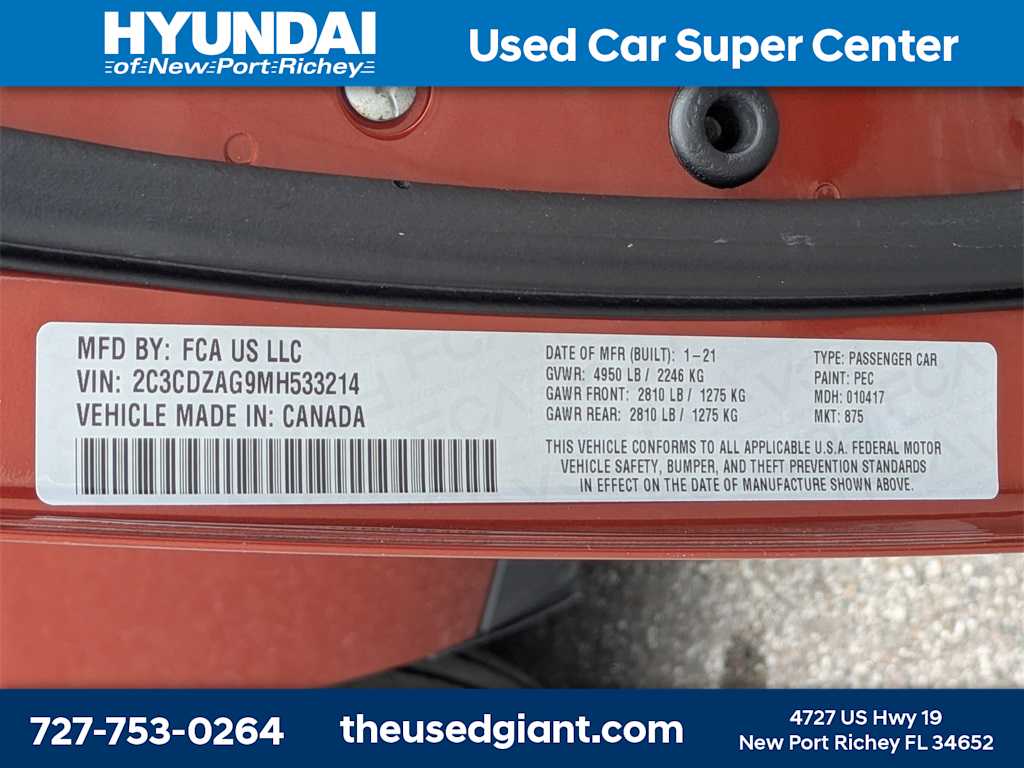 HYUNDAI
of New Port Richey
Used Car Super Center
MFD BY: FCA US LLC
VIN: 2C3CDZAG9MH533214
VEHICLE MADE IN: CANADA
DATE OF MFR (BUILT): 1-21
GVWR: 4950 LB / 2246 KG
GAWR FRONT: 2810 LB / 1275 KG
GAWR REAR: 2810 LB / 1275 KG
TYPE: PASSENGER CAR
PAINT: PEC
MDH: 010417
MKT: 875
THIS VEHICLE CONFORMS TO ALL APPLICABLE U.S.A. FEDERAL MOTOR
VEHICLE SAFETY, BUMPER, AND THEFT PREVENTION STANDARDS
IN EFFECT ON THE DATE OF MANUFACTURE SHOWN ABOVE.
727-753-0264
theusedgiant.com
4727 US Hwy 19
New Port Richey FL 34652